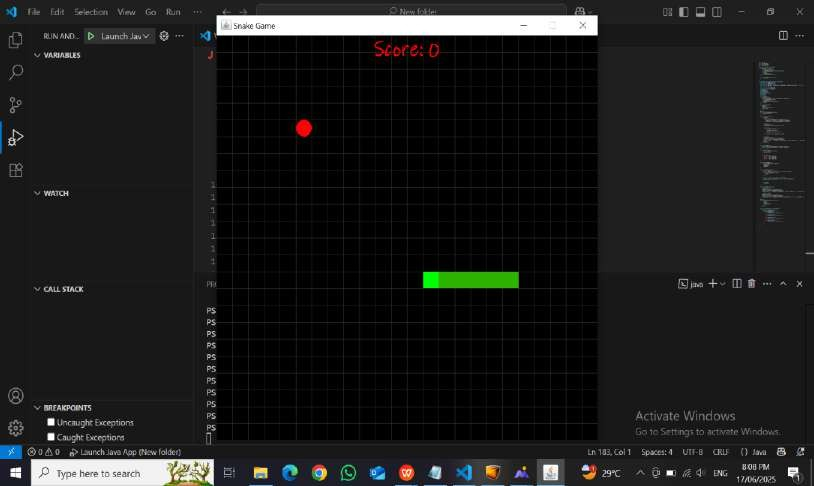 File Edit Selection View Go Run ··· New folder
Snake Game
RUN AND... Launch Jav
Score: 0
VARIABLES
WATCH
CALL STACK
java
PS
PS
PS
PS
PS
PS
PS
PS
PS
PS
PS
BREAKPOINTS
Uncaught Exceptions
Caught Exceptions
Activate Windows
Go to Settings to activate Windows.
0 0 Launch Java App (New folder) Ln 183, Col 1 Spaces: 4 UTF-8 CRLF {} Java
Type here to search 29°C ENG 8:08 PM
17/06/2025